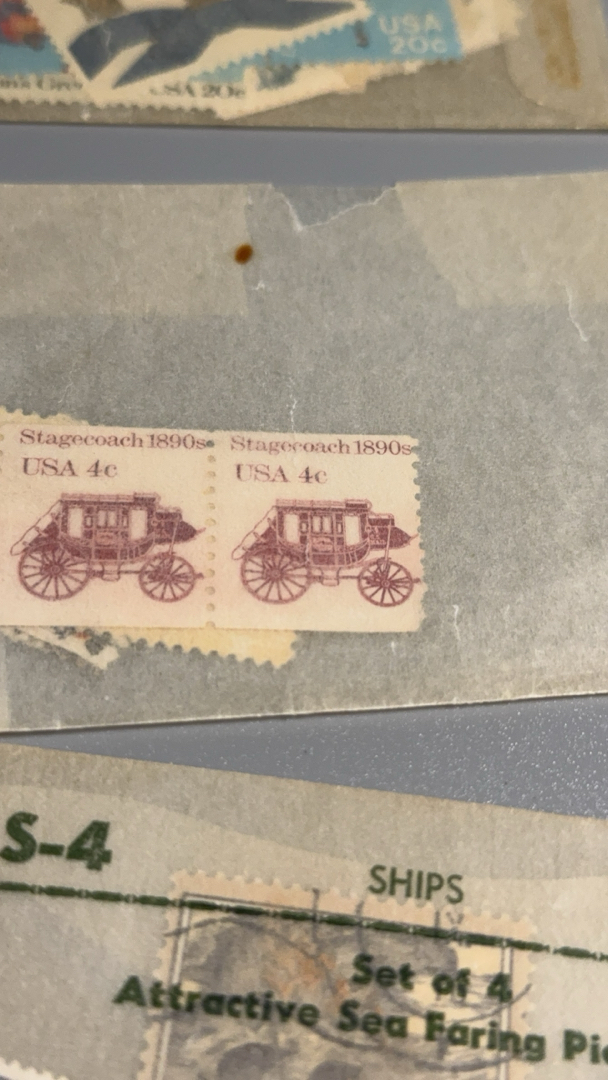 USA
20c
USA 20c
Stagecoach 1890s
USA 4c
Stagecoach 1890s
USA 4c
S-4
SHIPS
Set of 4
Attractive Sea Faring